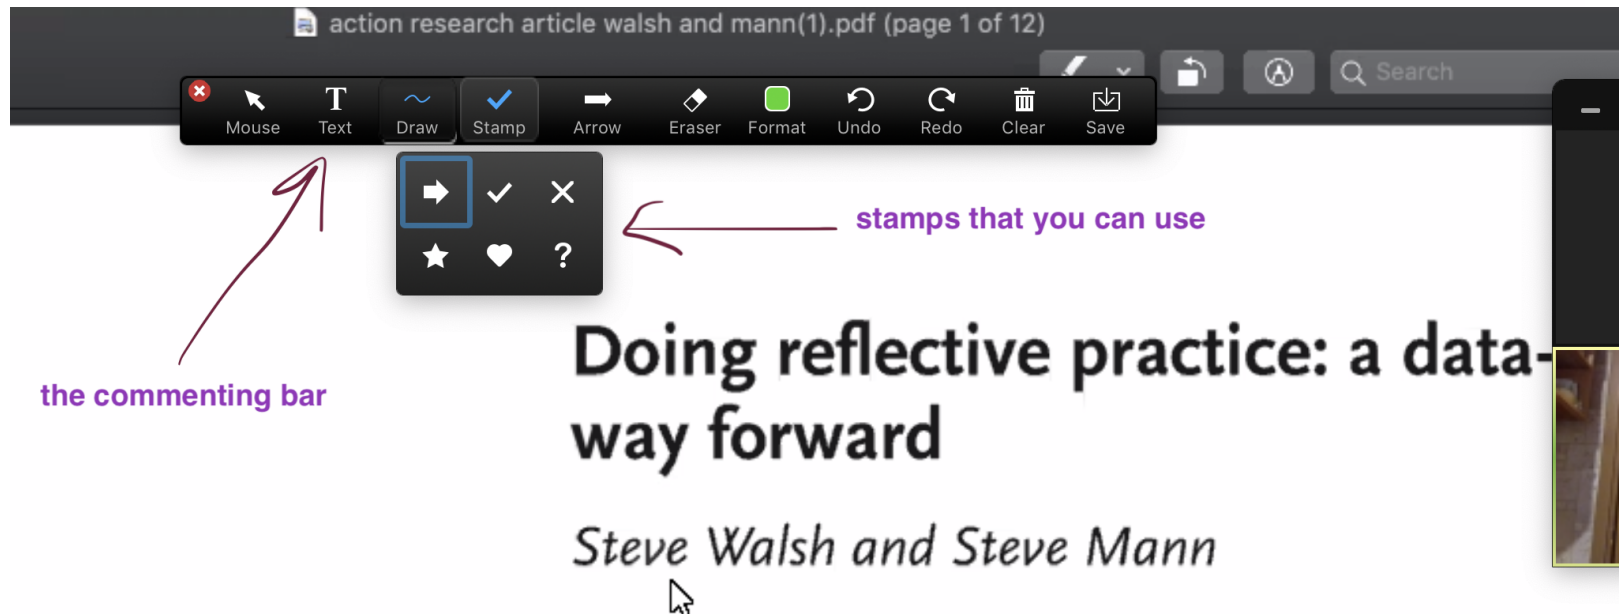 action research article walsh and mann(1).pdf (page 1 of 12)
Search
Mouse Text Draw Stamp Arrow Eraser Format Undo Redo Clear Save
stamps that you can use
the commenting bar
Doing reflective practice: a data-
way forward
Steve Walsh and Steve Mann